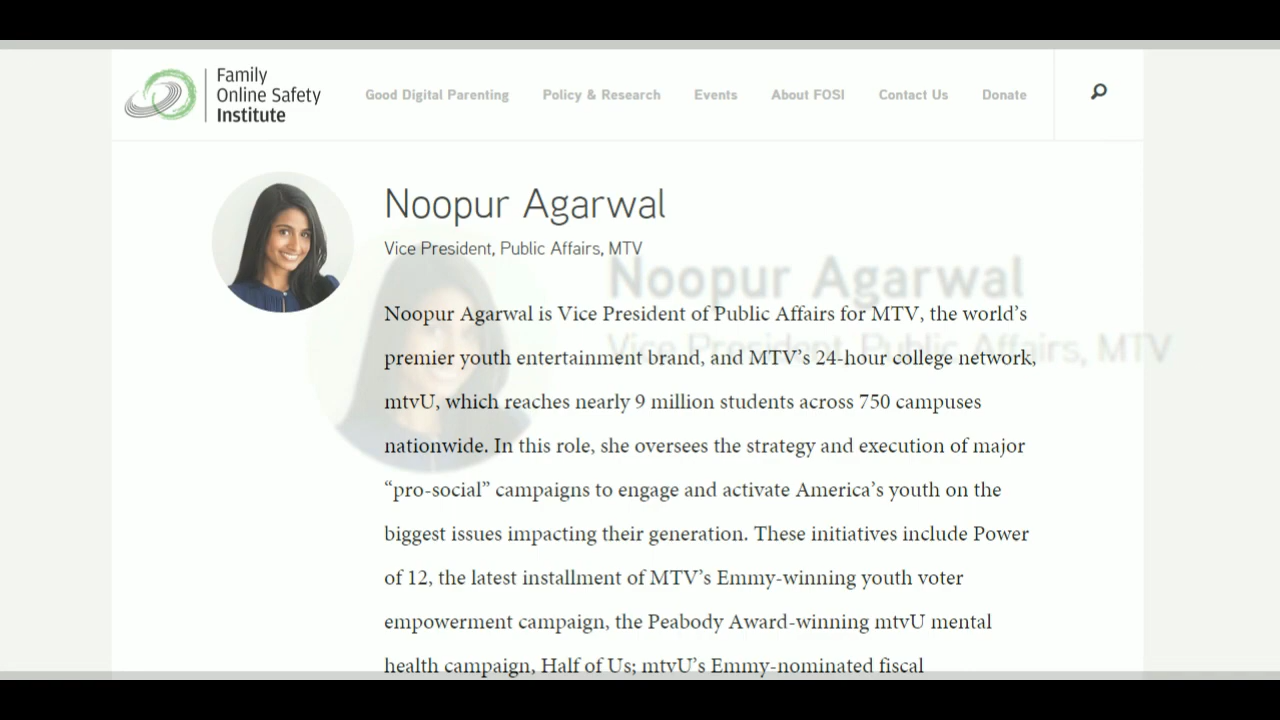 Family
Online Safety
Institute
Good Digital Parenting Policy & Research Events About FOSI Contact Us Donate
Noopur Agarwal
Vice President, Public Affairs, MTV
Noopur Agarwal
Vice President, Public Affairs, MTV
Noopur Agarwal is Vice President of Public Affairs for MTV, the world’s
premier youth entertainment brand, and MTV’s 24-hour college network,
mtvU, which reaches nearly 9 million students across 750 campuses
nationwide. In this role, she oversees the strategy and execution of major
“pro-social” campaigns to engage and activate America’s youth on the
biggest issues impacting their generation. These initiatives include Power
of 12, the latest installment of MTV’s Emmy-winning youth voter
empowerment campaign, the Peabody Award-winning mtvU mental
health campaign, Half of Us; mtvU’s Emmy-nominated fiscal